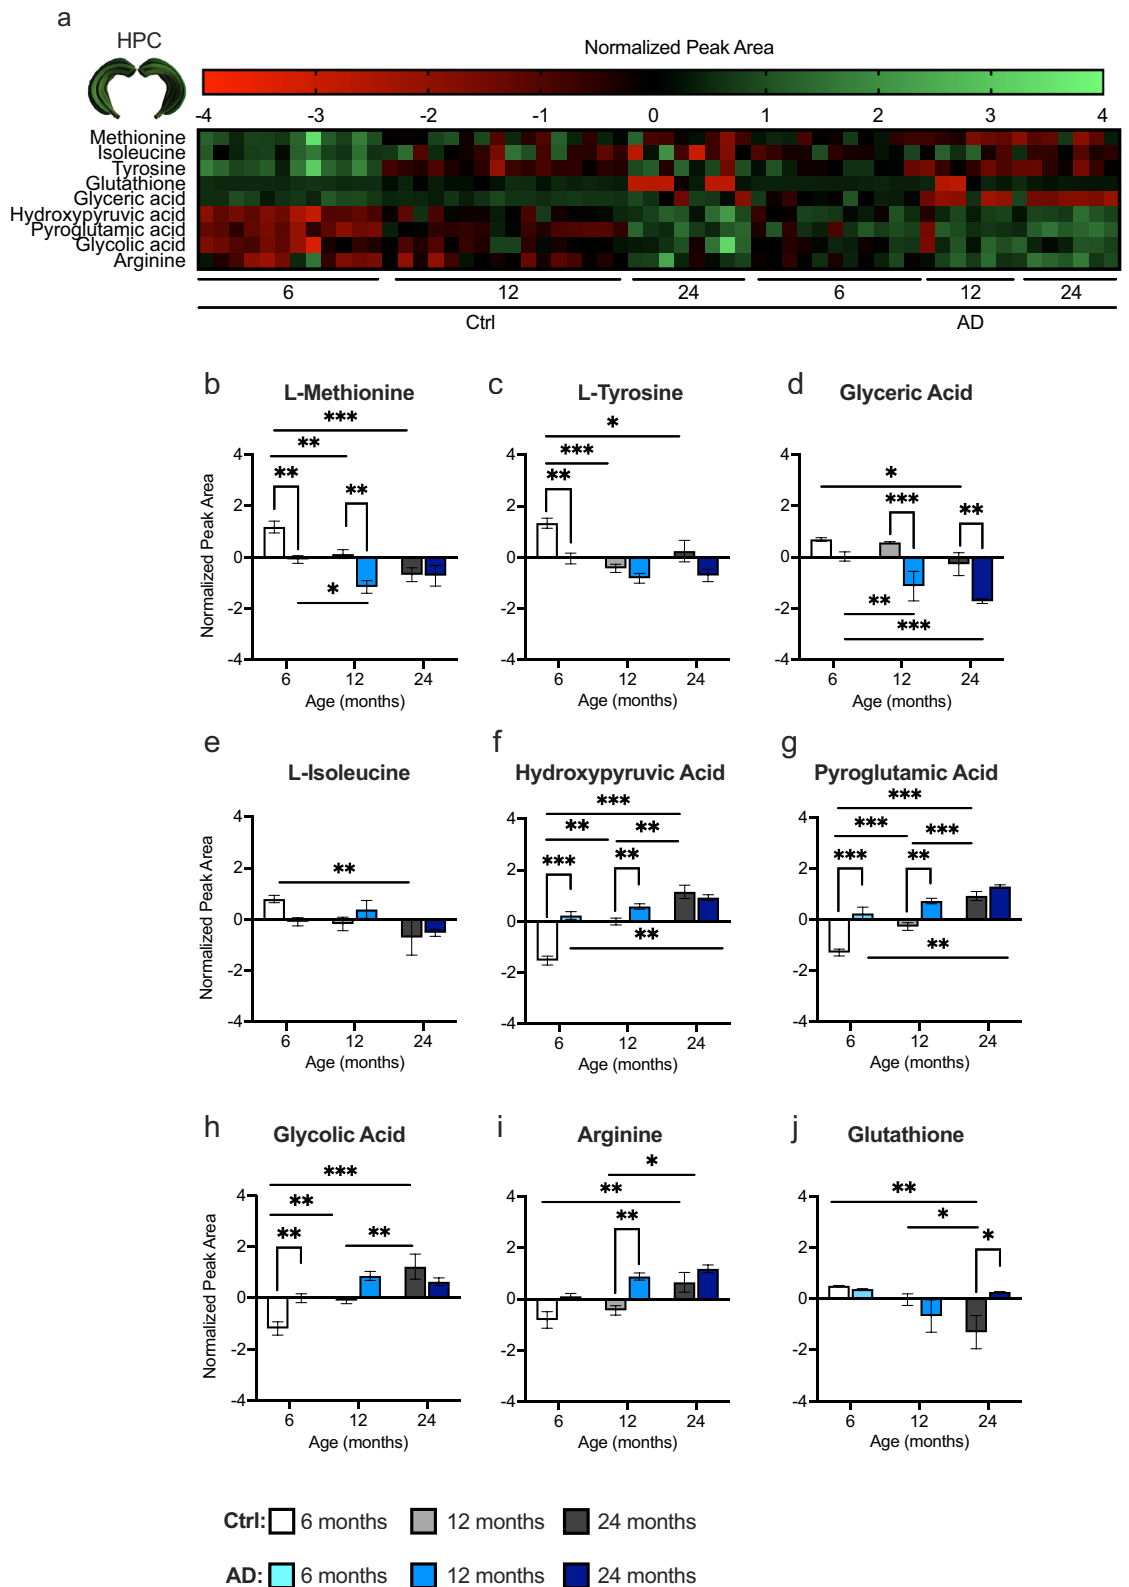 a
HPC
Normalized Peak Area
-4 -3 -2 -1 0 1 2 3 4
Methionine
Isoleucine
Tyrosine
Glutathione
Glyceric acid
Hydroxypyruvic acid
Pyroglutamic acid
Glycolic acid
Arginine
6 12 24 6 12 24
Ctrl AD
b L-Methionine
***
**
**
**
*
Normalized Peak Area
4
2
0
-2
-4
6 12 24
Age (months)
c L-Tyrosine
*
***
**
4
2
0
-2
-4
6 12 24
Age (months)
d Glyceric Acid
*
***
**
**
***
4
2
0
-2
-4
6 12 24
Age (months)
e L-Isoleucine
**
Normalized Peak Area
4
2
0
-2
-4
6 12 24
Age (months)
f Hydroxypyruvic Acid
***
** **
***
**
**
4
2
0
-2
-4
6 12 24
Age (months)
g Pyroglutamic Acid
***
*** ***
***
**
**
4
2
0
-2
-4
6 12 24
Age (months)
h Glycolic Acid
***
**
**
**
Normalized Peak Area
4
2
0
-2
-4
6 12 24
Age (months)
i Arginine
*
**
**
4
2
0
-2
-4
6 12 24
Age (months)
j Glutathione
**
*
*
4
2
0
-2
-4
6 12 24
Age (months)
Ctrl: 6 months 12 months 24 months
AD: 6 months 12 months 24 months